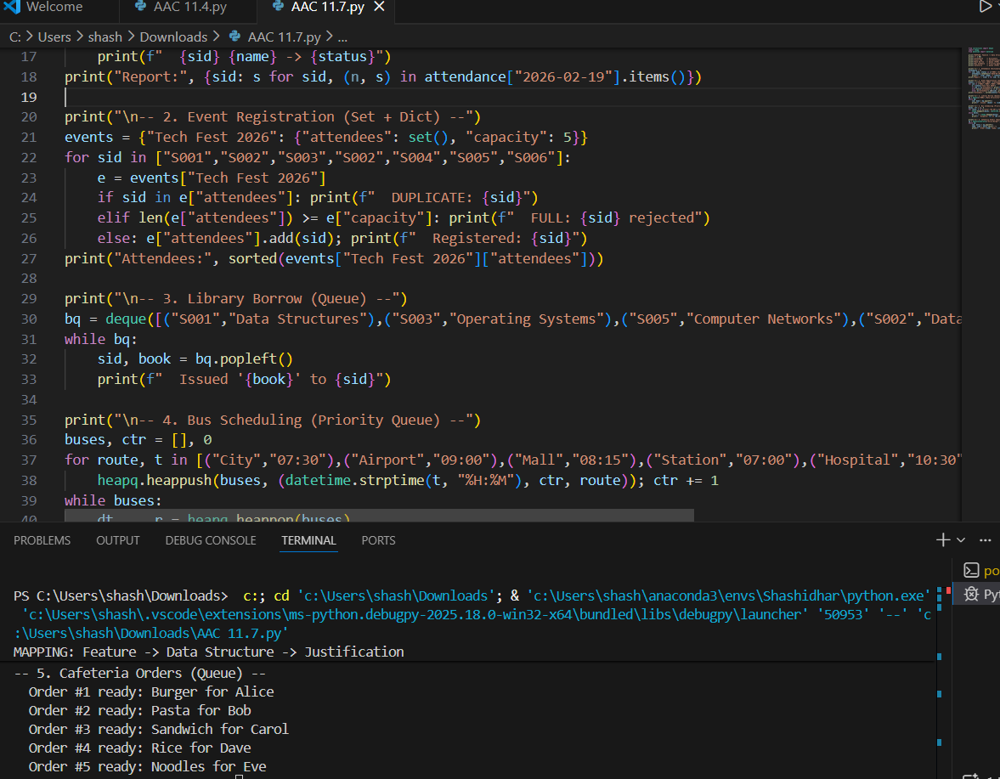 Welcome AAC 11.4.py AAC 11.7.py
C: > Users > shash > Downloads > AAC 11.7.py > ...
17 print(f"  {sid} {name} -> {status}")
18 print("Report:", {sid: s for sid, (n, s) in attendance["2026-02-19"].items()})
19
20 print("\n-- 2. Event Registration (Set + Dict) --")
21 events = {"Tech Fest 2026": {"attendees": set(), "capacity": 5}}
22 for sid in ["S001","S002","S003","S002","S004","S005","S006"]:
23 e = events["Tech Fest 2026"]
24 if sid in e["attendees"]: print(f"  DUPLICATE: {sid}")
25 elif len(e["attendees"]) >= e["capacity"]: print(f"  FULL: {sid} rejected")
26 else: e["attendees"].add(sid); print(f"  Registered: {sid}")
27 print("Attendees:", sorted(events["Tech Fest 2026"]["attendees"]))
28
29 print("\n-- 3. Library Borrow (Queue) --")
30 bq = deque([("S001","Data Structures"),("S003","Operating Systems"),("S005","Computer Networks"),("S002","Data
31 while bq:
32 sid, book = bq.popleft()
33 print(f"  Issued '{book}' to {sid}")
34
35 print("\n-- 4. Bus Scheduling (Priority Queue) --")
36 buses, ctr = [], 0
37 for route, t in [("City","07:30"),("Airport","09:00"),("Mall","08:15"),("Station","07:00"),("Hospital","10:30"
38 heapq.heappush(buses, (datetime.strptime(t, "%H:%M"), ctr, route)); ctr += 1
39 while buses:
40 dt, _, r = heapq.heappop(buses)
PROBLEMS OUTPUT DEBUG CONSOLE TERMINAL PORTS
PS C:\Users\shash\Downloads>  c:; cd 'c:\Users\shash\Downloads'; & 'c:\Users\shash\anaconda3\envs\Shashidhar\python.exe'
'c:\Users\shash\.vscode\extensions\ms-python.debugpy-2025.18.0-win32-x64\bundled\libs\debugpy\launcher' '50953' '--' 'c
:\Users\shash\Downloads\AAC 11.7.py'
MAPPING: Feature -> Data Structure -> Justification
-- 5. Cafeteria Orders (Queue) --
Order #1 ready: Burger for Alice
Order #2 ready: Pasta for Bob
Order #3 ready: Sandwich for Carol
Order #4 ready: Rice for Dave
Order #5 ready: Noodles for Eve
po
Pyt